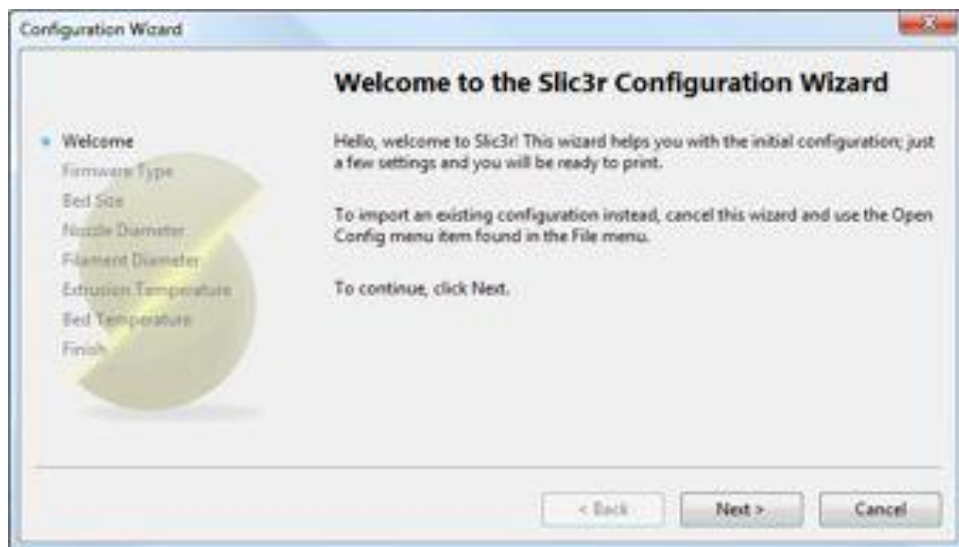 Configuration Wizard
Welcome to the Slic3r Configuration Wizard
Welcome
Firmware Type
Bed Size
Nozzle Diameter
Filament Diameter
Extrusion Temperature
Bed Temperature
Finish
Hello, welcome to Slic3r! This wizard helps you with the initial configuration; just
a few settings and you will be ready to print.
To import an existing configuration instead, cancel this wizard and use the Open
Config menu item found in the File menu.
To continue, click Next.
< Back
Next >
Cancel